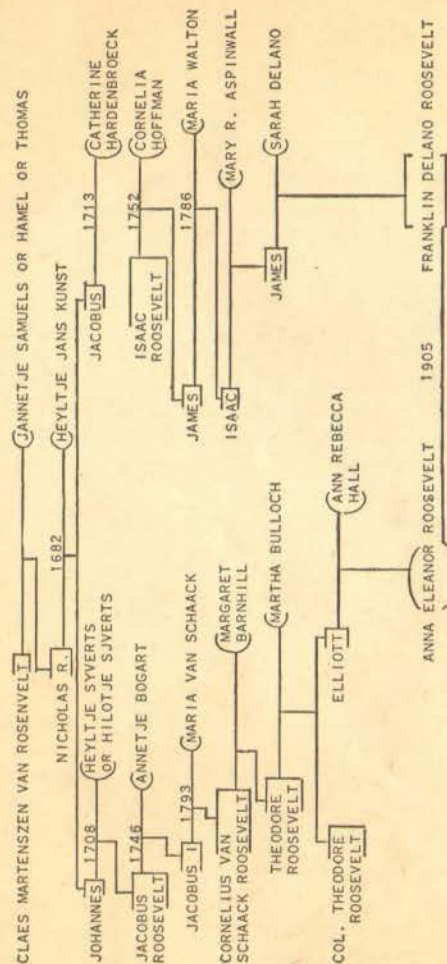 CLAES MARTENSZEN VAN ROSENVELT
JANNETJE SAMUELS OR HAMEL OR THOMAS
NICHOLAS R.
1682
HEYLTJE JANS KUNST
JOHANNES
1708
HEYLTJE SYVERTS
OR HILOTJE SJVERTS
JACOBUS
1713
CATHERINE
HARDENBROECK
JACOBUS
ROOSEVELT
1746
ANNETJE BOGART
ISAAC
ROOSEVELT
1752
CORNELIA
HOFFMAN
JACOBUS I
1793
MARIA VAN SCHAACK
JAMES
1786
MARIA WALTON
CORNELIUS VAN
SCHAACK ROOSEVELT
MARGARET
BARNHILL
ISAAC
MARY R. ASPINWALL
THEODORE
ROOSEVELT
MARTHA BULLOCH
JAMES
SARAH DELANO
COL. THEODORE
ROOSEVELT
ELLIOTT
ANN REBECCA
HALL
ANNA ELEANOR ROOSEVELT
1905
FRANKLIN DELANO ROOSEVELT